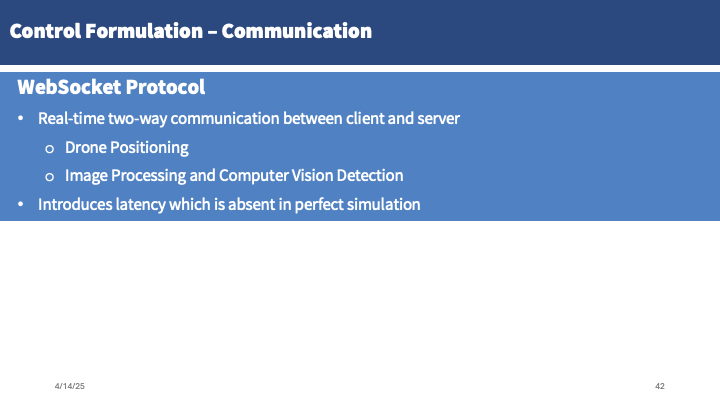 Control Formulation – Communication
WebSocket Protocol
• Real-time two-way communication between client and server
o Drone Positioning
o Image Processing and Computer Vision Detection
• Introduces latency which is absent in perfect simulation
4/14/25
42